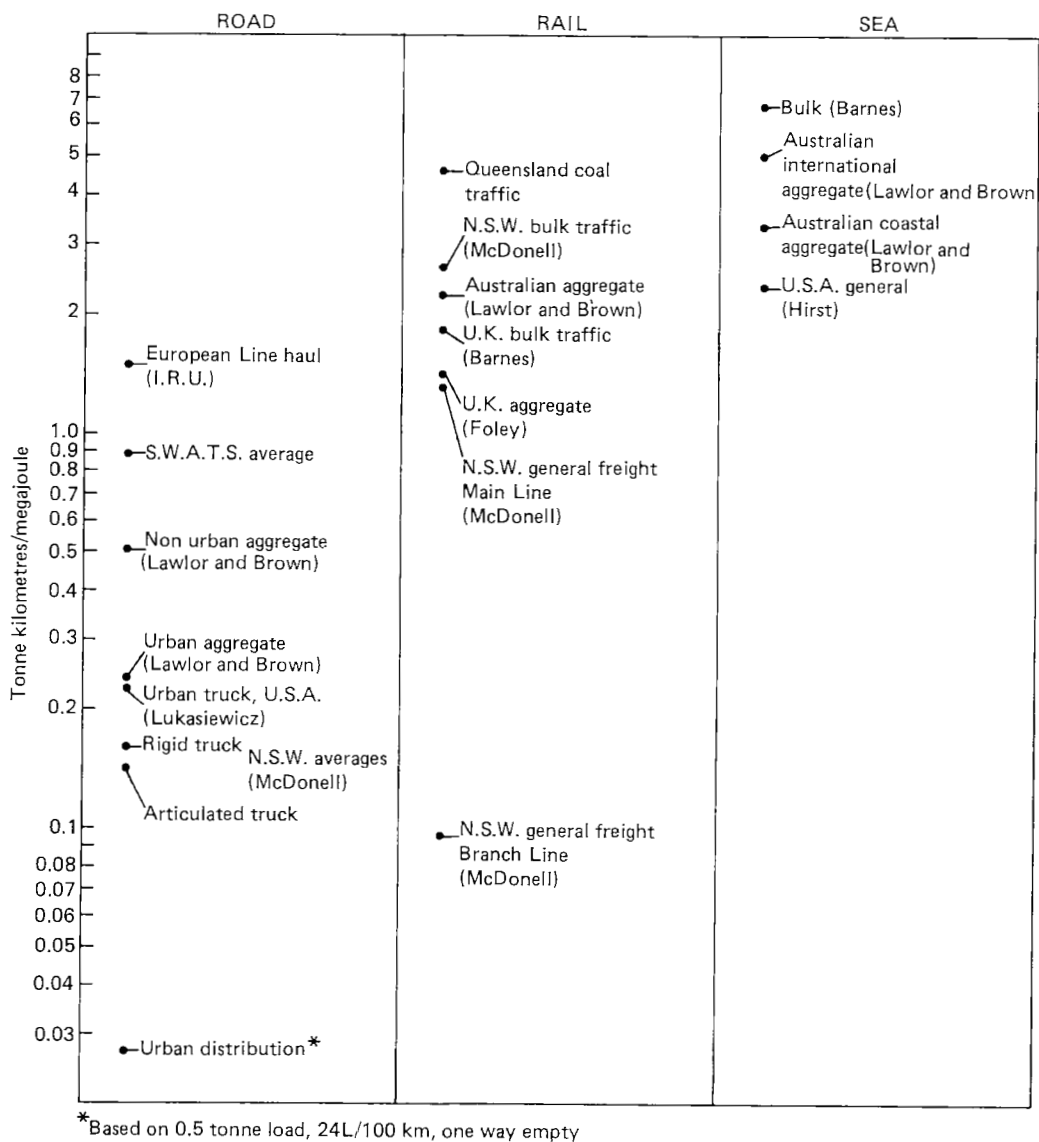 ROAD
RAIL
SEA
Tonne kilometres/megajoule
8
7
6
5
4
3
2
1.0
0.9
0.8
0.7
0.6
0.5
0.4
0.3
0.2
0.1
0.08
0.07
0.06
0.05
0.04
0.03
European Line haul
(I.R.U.)
S.W.A.T.S. average
Non urban aggregate
(Lawlor and Brown)
Urban aggregate
(Lawlor and Brown)
Urban truck, U.S.A.
(Lukasiewicz)
Rigid truck
N.S.W. averages
(McDonell)
Articulated truck
Urban distribution*
Queensland coal
traffic
N.S.W. bulk traffic
(McDonell)
Australian aggregate
(Lawlor and Brown)
U.K. bulk traffic
(Barnes)
U.K. aggregate
(Foley)
N.S.W. general freight
Main Line
(McDonell)
N.S.W. general freight
Branch Line
(McDonell)
Bulk (Barnes)
Australian
international
aggregate(Lawlor and Brown
Australian coastal
aggregate(Lawlor and
Brown)
U.S.A. general
(Hirst)
*Based on 0.5 tonne load, 24L/100 km, one way empty